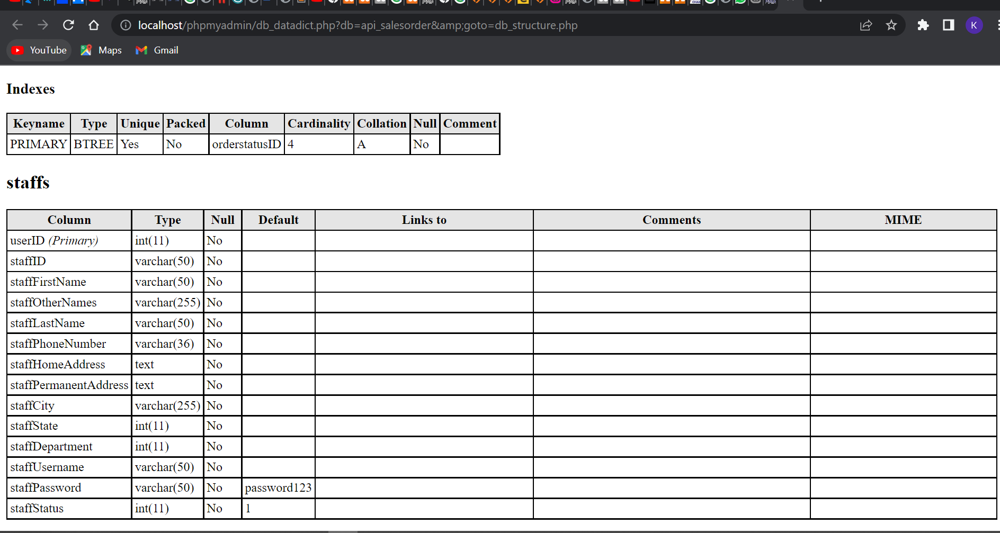 localhost/phpmyadmin/db_datadict.php?db=api_salesorder&amp;goto=db_structure.php
K
YouTube Maps Gmail
Indexes
Keyname Type Unique Packed Column Cardinality Collation Null Comment
PRIMARY BTREE Yes No orderstatusID 4 A No
staffs
Column Type Null Default Links to Comments MIME
userID (Primary) int(11) No
staffID varchar(50) No
staffFirstName varchar(50) No
staffOtherNames varchar(255) No
staffLastName varchar(50) No
staffPhoneNumber varchar(36) No
staffHomeAddress text No
staffPermanentAddress text No
staffCity varchar(255) No
staffState int(11) No
staffDepartment int(11) No
staffUsername varchar(50) No
staffPassword varchar(50) No password123
staffStatus int(11) No 1